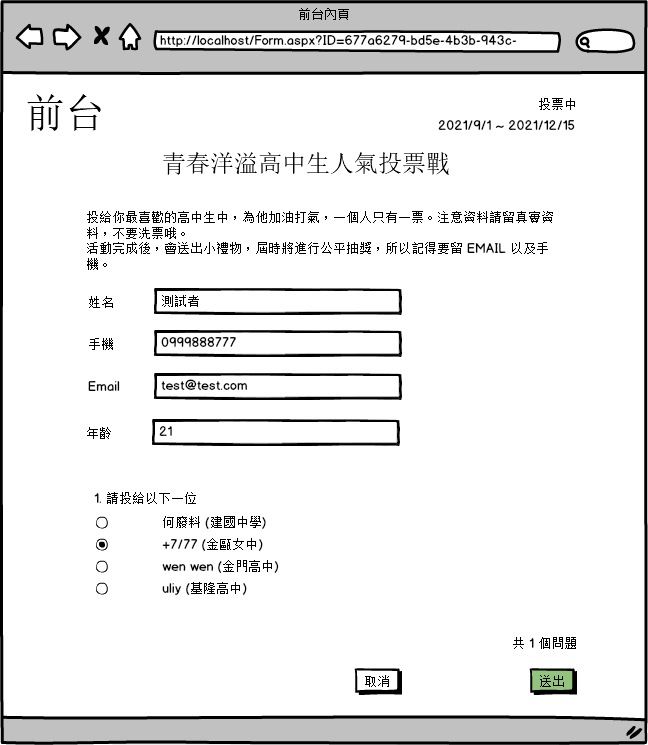 前台內頁
http://localhost/Form.aspx?ID=677a6279-bd5e-4b3b-943c-
前台
投票中
2021/9/1 ~ 2021/12/15
青春洋溢高中生人氣投票戰
投給你最喜歡的高中生中，為他加油打氣，一個人只有一票。注意資料請留真實資
料，不要洗票哦。
活動完成後，會送出小禮物，屆時將進行公平抽獎，所以記得要留 EMAIL 以及手
機。
姓名 測試者
手機 0999888777
Email test@test.com
年齡 21
1. 請投給以下一位
何廢料 (建國中學)
+7/77 (金甌女中)
wen wen (金門高中)
uliy (基隆高中)
共 1 個問題
取消 送出